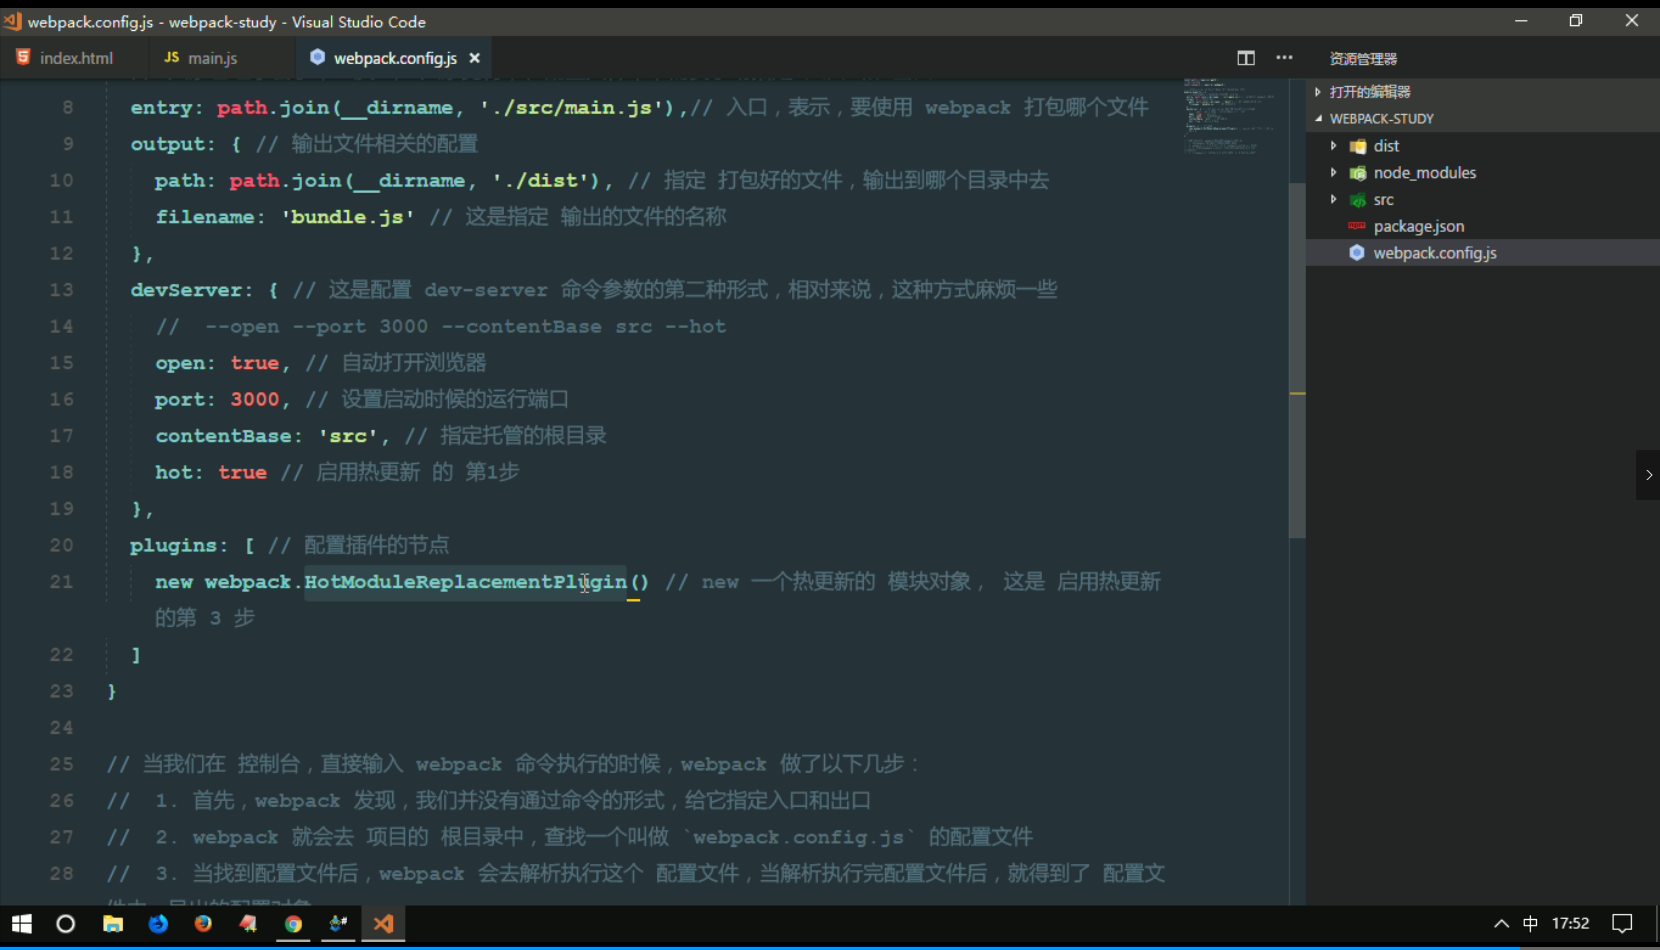 webpack.config.js - webpack-study - Visual Studio Code
index.html
JS main.js
webpack.config.js
8 entry: path.join(__dirname, './src/main.js'),// 入口，表示，要使用 webpack 打包哪个文件
9 output: { // 输出文件相关的配置
10 path: path.join(__dirname, './dist'), // 指定 打包好的文件，输出到哪个目录中去
11 filename: 'bundle.js' // 这是指定 输出的文件的名称
12 },
13 devServer: { // 这是配置 dev-server 命令参数的第二种形式，相对来说，这种方式麻烦一些
14 //  --open --port 3000 --contentBase src --hot
15 open: true, // 自动打开浏览器
16 port: 3000, // 设置启动时候的运行端口
17 contentBase: 'src', // 指定托管的根目录
18 hot: true // 启用热更新 的 第1步
19 },
20 plugins: [ // 配置插件的节点
21 new webpack.HotModuleReplacementPlugin() // new 一个热更新的 模块对象， 这是 启用热更新
的第 3 步
22 ]
23 }
24
25 // 当我们在 控制台，直接输入 webpack 命令执行的时候，webpack 做了以下几步：
26 //  1. 首先，webpack 发现，我们并没有通过命令的形式，给它指定入口和出口
27 //  2. webpack 就会去 项目的 根目录中，查找一个叫做 `webpack.config.js` 的配置文件
28 //  3. 当找到配置文件后，webpack 会去解析执行这个 配置文件，当解析执行完配置文件后，就得到了 配置文
资源管理器
打开的编辑器
WEBPACK-STUDY
dist
node_modules
src
package.json
webpack.config.js
中 17:52